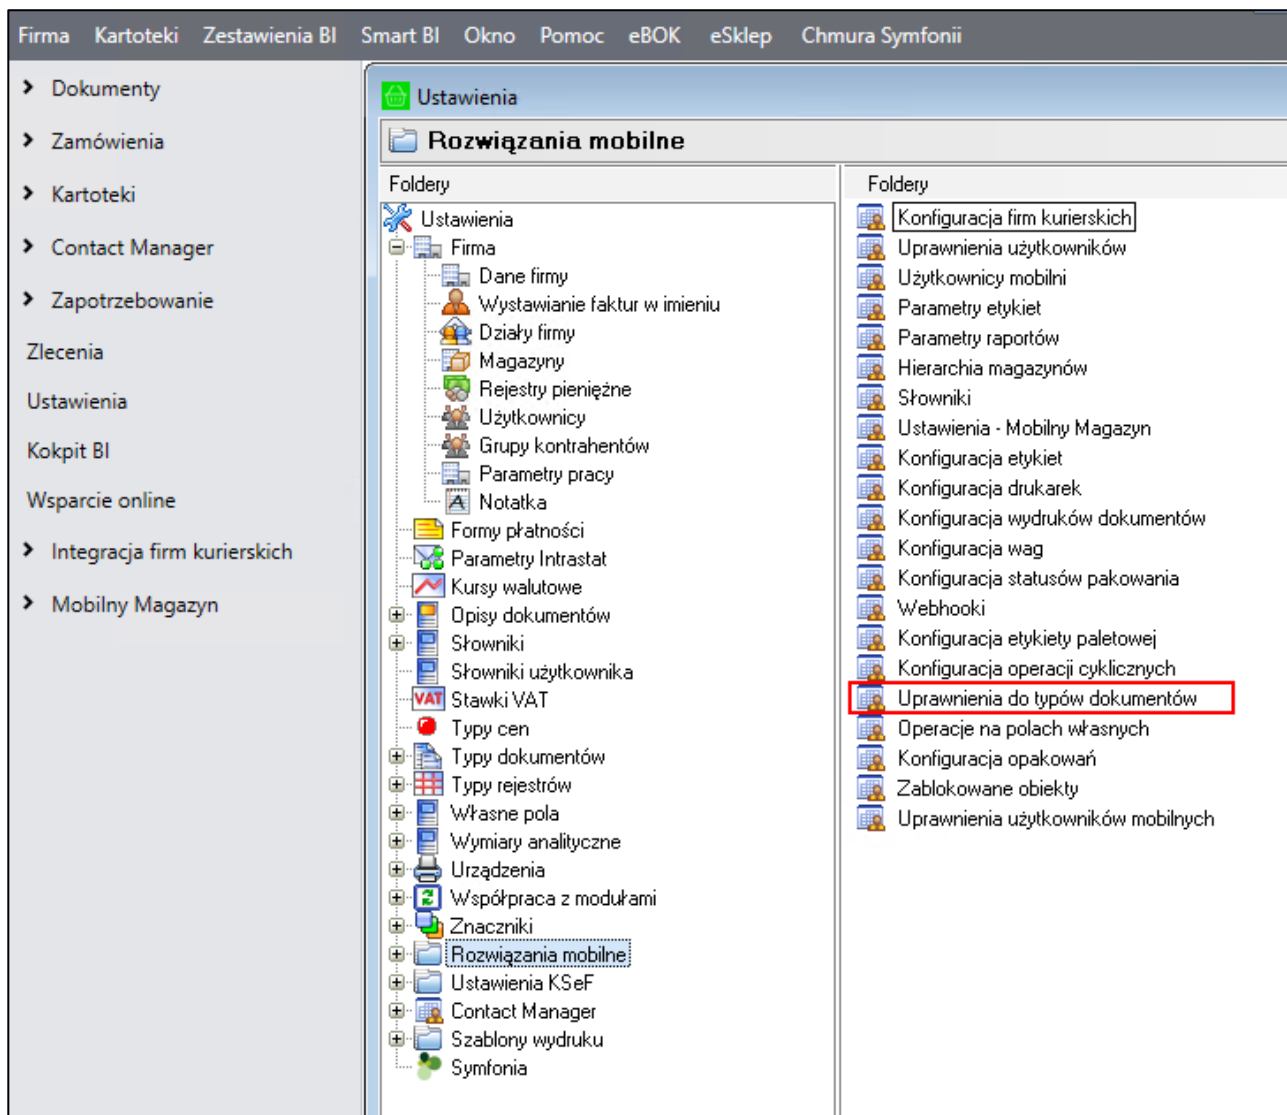 Firma Kartoteki Zestawienia BI Smart BI Okno Pomoc eBOK eSklep Chmura Symfonii
Dokumenty
Zamówienia
Kartoteki
Contact Manager
Zapotrzebowanie
Zlecenia
Ustawienia
Kokpit BI
Wsparcie online
Integracja firm kurierskich
Mobilny Magazyn
Ustawienia
Rozwiązania mobilne
Foldery
Ustawienia
Firma
Dane firmy
Wystawianie faktur w imieniu
Działy firmy
Magazyny
Rejestry pieniężne
Użytkownicy
Grupy kontrahentów
Parametry pracy
Notatka
Formy płatności
Parametry Intrastat
Kursy walutowe
Opisy dokumentów
Słowniki
Słowniki użytkownika
VAT Stawki VAT
Typy cen
Typy dokumentów
Typy rejestrów
Własne pola
Wymiary analityczne
Urządzenia
Współpraca z modułami
Znaczniki
Rozwiązania mobilne
Ustawienia KSeF
Contact Manager
Szablony wydruku
Symfonia
Foldery
Konfiguracja firm kurierskich
Uprawnienia użytkowników
Użytkownicy mobilni
Parametry etykiet
Parametry raportów
Hierarchia magazynów
Słowniki
Ustawienia - Mobilny Magazyn
Konfiguracja etykiet
Konfiguracja drukarek
Konfiguracja wydruków dokumentów
Konfiguracja wag
Konfiguracja statusów pakowania
Webhooki
Konfiguracja etykiety paletowej
Konfiguracja operacji cyklicznych
Uprawnienia do typów dokumentów
Operacje na polach własnych
Konfiguracja opakowań
Zablokowane obiekty
Uprawnienia użytkowników mobilnych